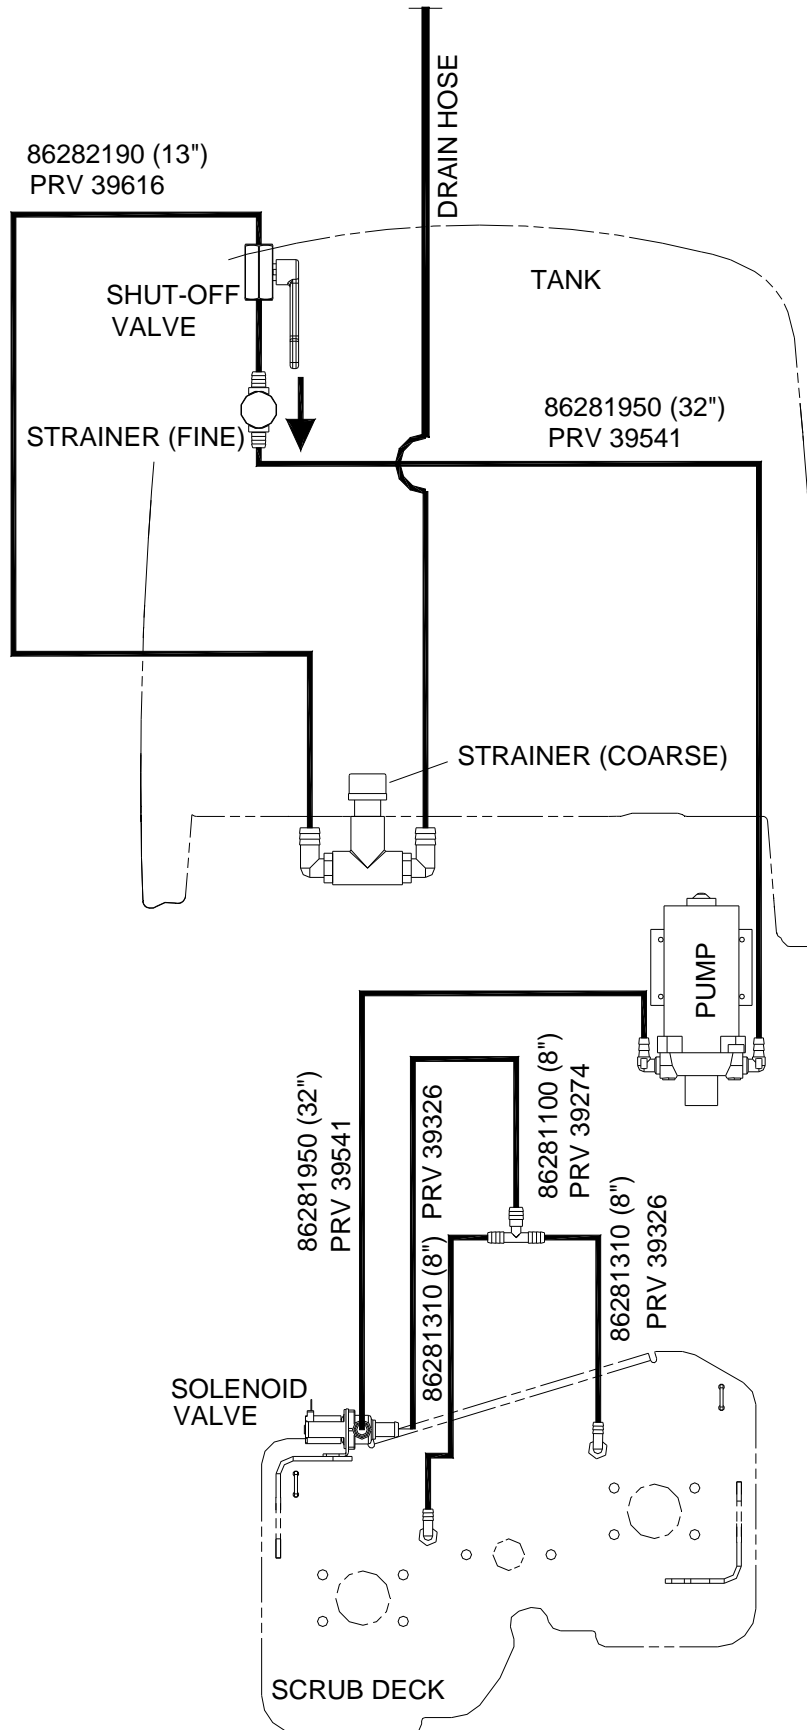 DRAIN HOSE
86282190 (13")
PRV 39616
TANK
SHUT-OFF
VALVE
86281950 (32")
PRV 39541
STRAINER (FINE)
STRAINER (COARSE)
PUMP
86281950 (32")
PRV 39541
PRV 39326
86281310 (8")
86281100 (8")
PRV 39274
86281310 (8")
PRV 39326
SOLENOID
VALVE
SCRUB DECK